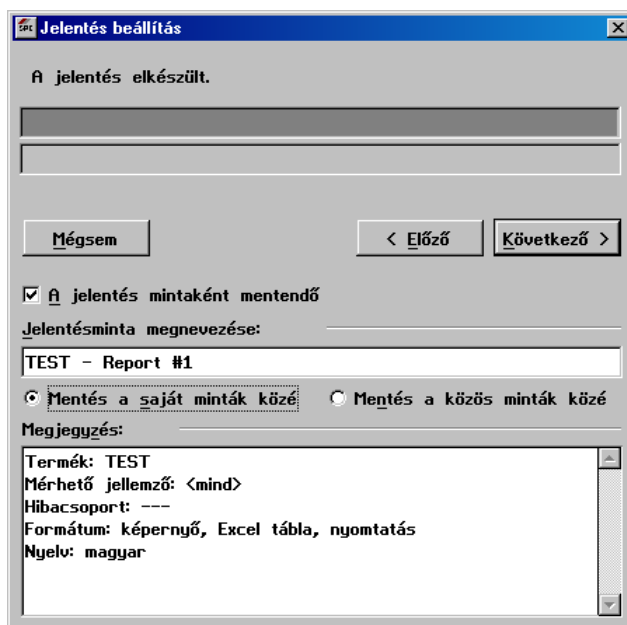 SPC Jelentés beállítás
A jelentés elkészült.
Mégsem < Előző Következő >
A jelentés mintaként mentendő
Jelentésminta megnevezése:
TEST - Report #1
Mentés a saját minták közé Mentés a közös minták közé
Megjegyzés:
Termék: TEST
Mérhető jellemző: <mind>
Hibacsoport: ---
Formátum: képernyő, Excel tábla, nyomtatás
Nyelv: magyar